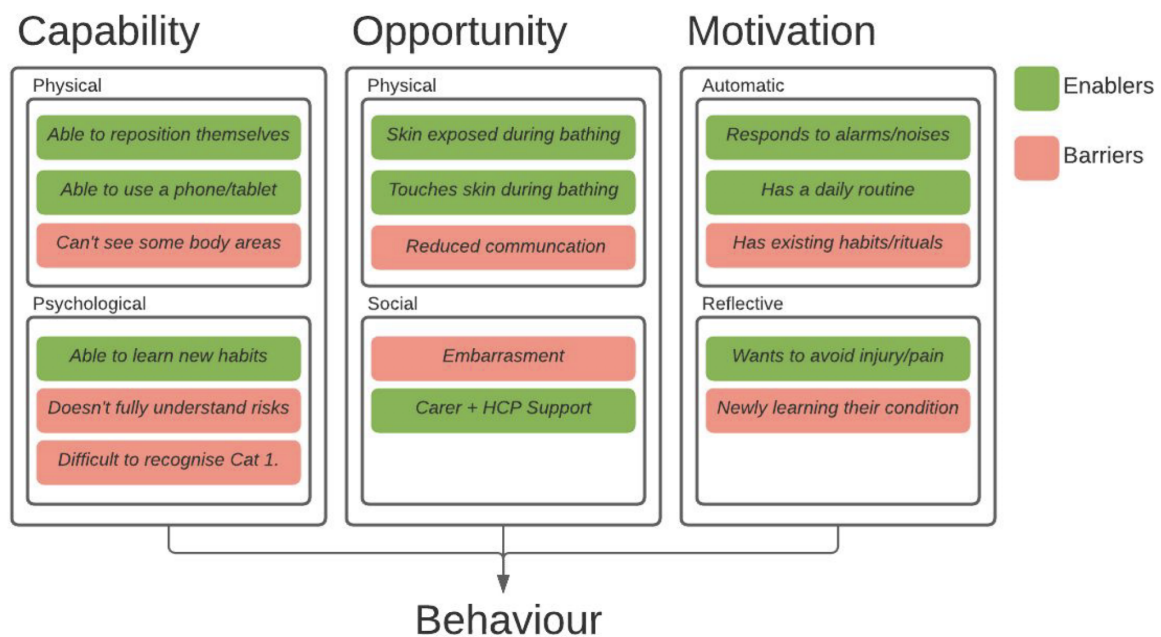 Capability
Opportunity
Motivation
Physical
Able to reposition themselves
Able to use a phone/tablet
Can't see some body areas
Psychological
Able to learn new habits
Doesn't fully understand risks
Difficult to recognise Cat 1.
Physical
Skin exposed during bathing
Touches skin during bathing
Reduced communcation
Social
Embarrasment
Carer + HCP Support
Automatic
Responds to alarms/noises
Has a daily routine
Has existing habits/rituals
Reflective
Wants to avoid injury/pain
Newly learning their condition
Enablers
Barriers
Behaviour